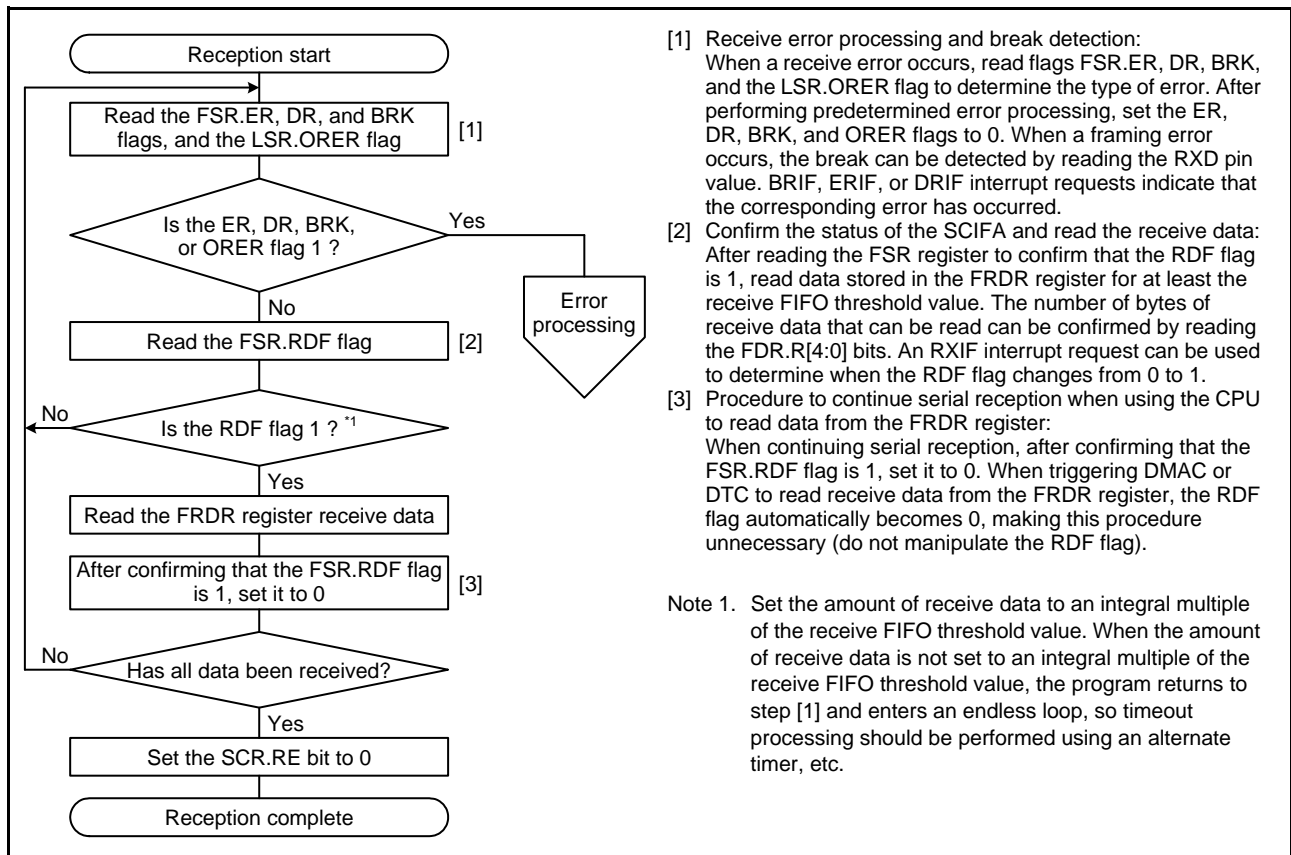 Reception start
Read the FSR.ER, DR, and BRK
flags, and the LSR.ORER flag
[1]
Is the ER, DR, BRK,
or ORER flag 1 ?
Yes
No
Error
processing
Read the FSR.RDF flag
[2]
No
Is the RDF flag 1 ? *1
Yes
Read the FRDR register receive data
After confirming that the FSR.RDF flag
is 1, set it to 0
[3]
No
Has all data been received?
Yes
Set the SCR.RE bit to 0
Reception complete
[1] Receive error processing and break detection:
When a receive error occurs, read flags FSR.ER, DR, BRK,
and the LSR.ORER flag to determine the type of error. After
performing predetermined error processing, set the ER,
DR, BRK, and ORER flags to 0. When a framing error
occurs, the break can be detected by reading the RXD pin
value. BRIF, ERIF, or DRIF interrupt requests indicate that
the corresponding error has occurred.
[2] Confirm the status of the SCIFA and read the receive data:
After reading the FSR register to confirm that the RDF flag
is 1, read data stored in the FRDR register for at least the
receive FIFO threshold value. The number of bytes of
receive data that can be read can be confirmed by reading
the FDR.R[4:0] bits. An RXIF interrupt request can be used
to determine when the RDF flag changes from 0 to 1.
[3] Procedure to continue serial reception when using the CPU
to read data from the FRDR register:
When continuing serial reception, after confirming that the
FSR.RDF flag is 1, set it to 0. When triggering DMAC or
DTC to read receive data from the FRDR register, the RDF
flag automatically becomes 0, making this procedure
unnecessary (do not manipulate the RDF flag).
Note 1. Set the amount of receive data to an integral multiple
of the receive FIFO threshold value. When the amount
of receive data is not set to an integral multiple of the
receive FIFO threshold value, the program returns to
step [1] and enters an endless loop, so timeout
processing should be performed using an alternate
timer, etc.